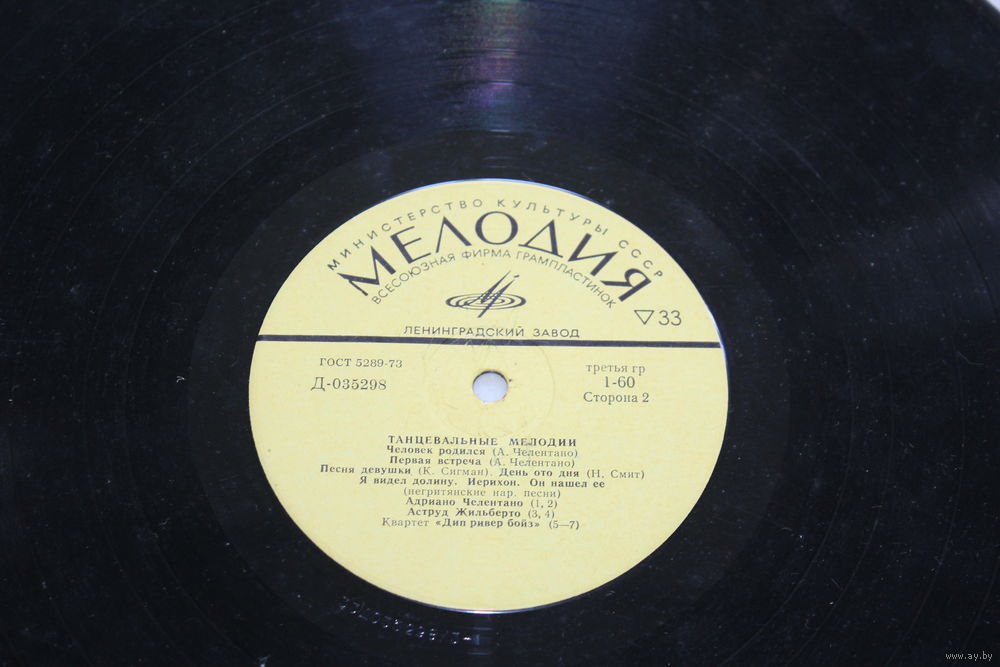 МИНИСТЕРСТВО КУЛЬТУРЫ СССР
МЕЛОДИЯ
ВСЕСОЮЗНАЯ ФИРМА ГРАМПЛАСТИНОК
33
ЛЕНИНГРАДСКИЙ ЗАВОД
ГОСТ 5289-73
Д-035298
третья гр
1-60
Сторона 2
ТАНЦЕВАЛЬНЫЕ МЕЛОДИИ
Человек родился (А. Челентано)
Первая встреча (А. Челентано)
Песня девушки (К. Сигман). День ото дня (Н. Смит)
Я видел долину. Иерихон. Он нашел ее
(негритянские нар. песни)
Адриано Челентано (1, 2)
Аструд Жильберто (3, 4)
Квартет «Дип ривер бойз» (5—7)
www.ay.by